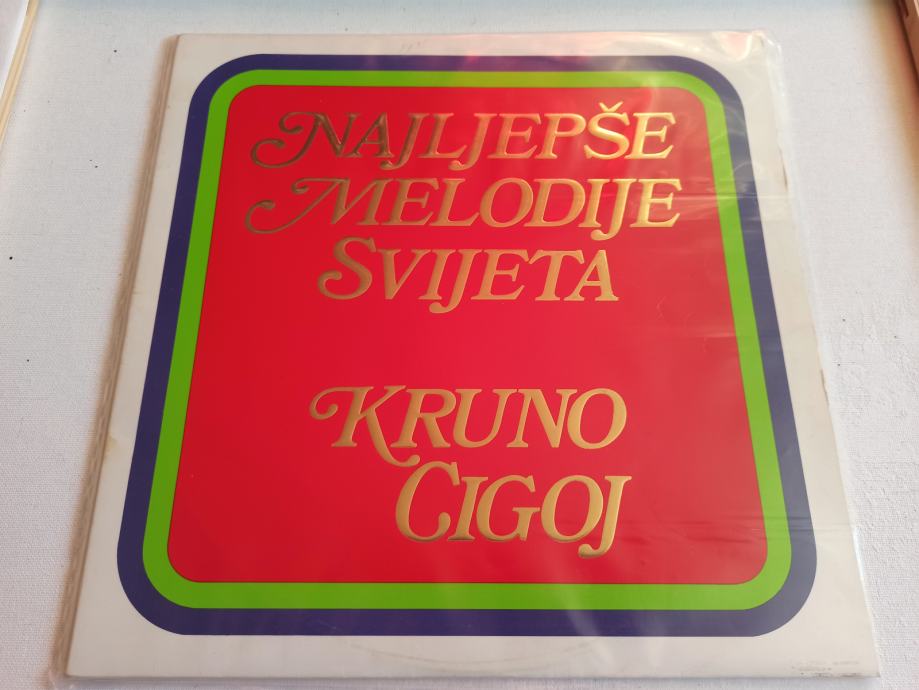 NAJLJEPŠE
MELODIJE
SVIJETA
KRUNO
CIGOJ